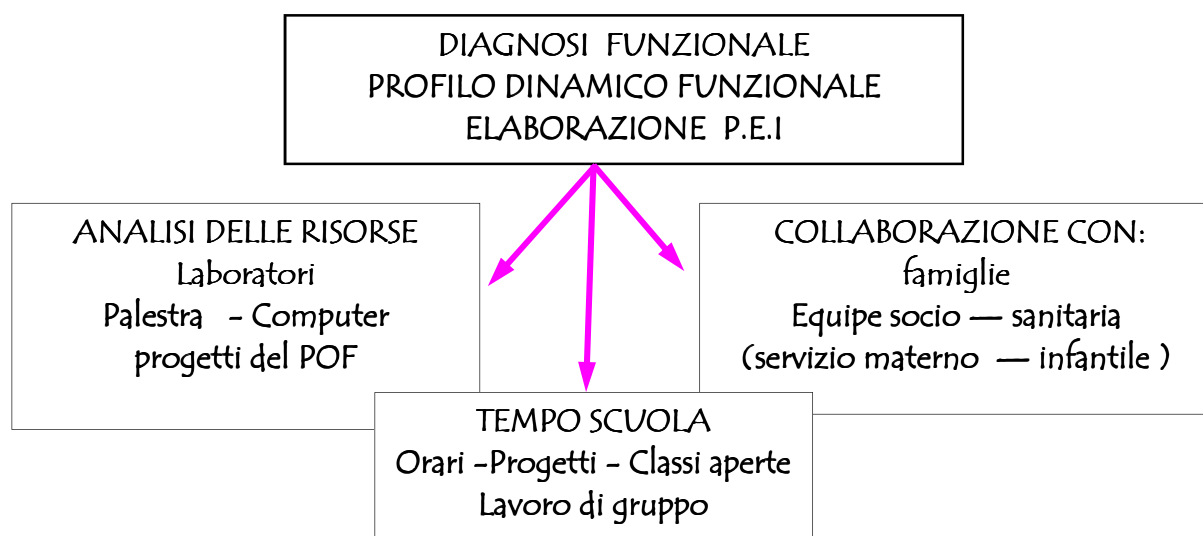 DIAGNOSI FUNZIONALE
PROFILO DINAMICO FUNZIONALE
ELABORAZIONE P.E.I
ANALISI DELLE RISORSE
Laboratori
Palestra - Computer
progetti del POF
COLLABORAZIONE CON:
famiglie
Equipe socio — sanitaria
(servizio materno — infantile )
TEMPO SCUOLA
Orari -Progetti - Classi aperte
Lavoro di gruppo